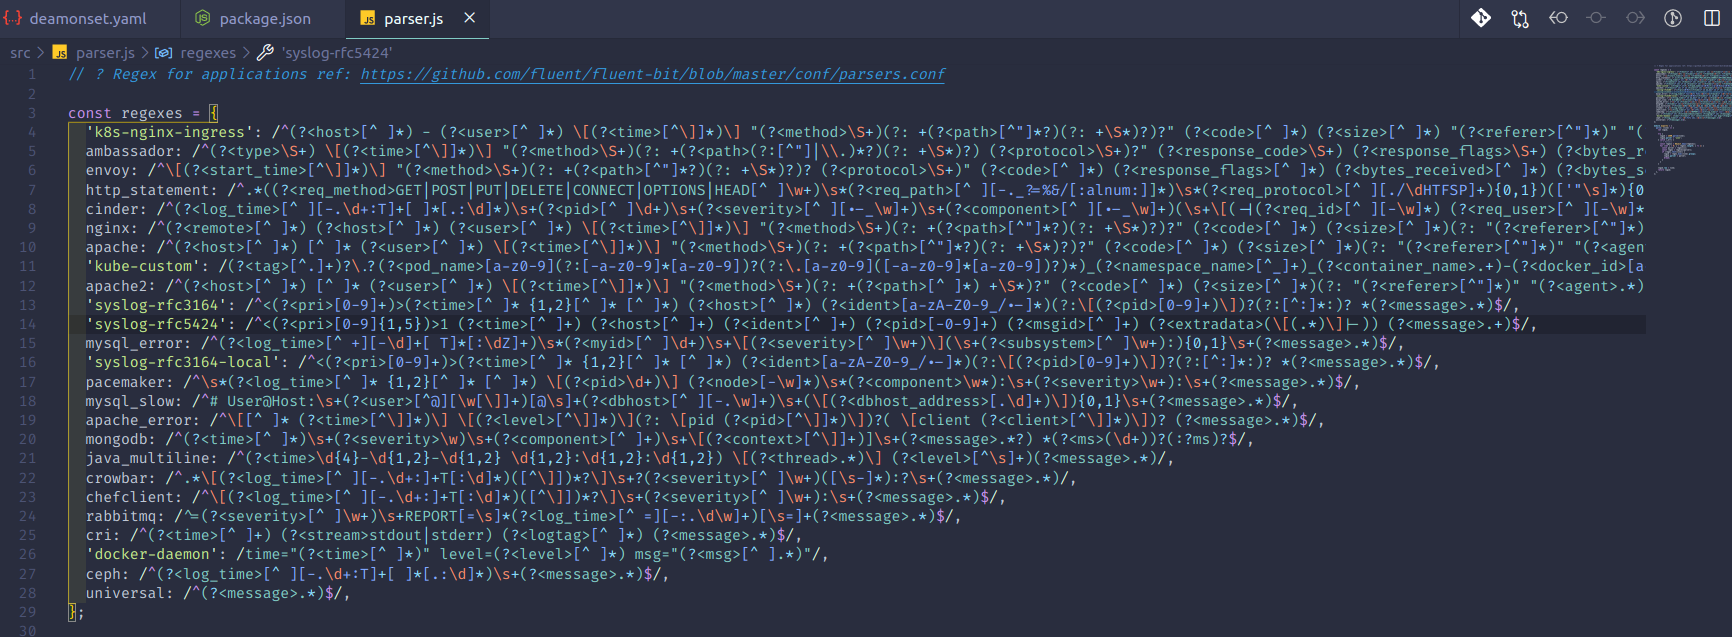 deamonset.yaml package.json parser.js ×
src > parser.js > regexes > 'syslog-rfc5424'
1 // ? Regex for applications ref: https://github.com/fluent/fluent-bit/blob/master/conf/parsers.conf
2
3 const regexes = {
4 'k8s-nginx-ingress': /^(?<host>[^ ]*) - (?<user>[^ ]*) \[(?<time>[^\]]*)\] "(?<method>\S+)(?: +(?<path>[^"]*?)(?: +\S*)?)?" (?<code>[^ ]*) (?<size>[^ ]*) "(?<referer>[^"]*)" "(
5 ambassador: /^(?<type>\S+) \[(?<time>[^\]]*)\] "(?<method>\S+)(?: +(?<path>(?:[^"]|\\.)*?)(?: +\S*)?) (?<protocol>\S+)?" (?<response_code>\S+) (?<response_flags>\S+) (?<bytes_r
6 envoy: /^\[(?<start_time>[^\]]*)\] "(?<method>\S+)(?: +(?<path>[^"]*?)(?: +\S*)?)? (?<protocol>\S+)" (?<code>[^ ]*) (?<response_flags>[^ ]*) (?<bytes_received>[^ ]*) (?<bytes_s
7 http_statement: /^.*((?<req_method>GET|POST|PUT|DELETE|CONNECT|OPTIONS|HEAD[^ ]\w+)\s*(?<req_path>[^ ][-._?=%&/[:alnum:]]*)\s*(?<req_protocol>[^ ][./\dHTFSP]+){0,1})(['"\s]*){0
8 cinder: /^(?<log_time>[^ ][-.\d+:T]+[ ]*[.:\d]*)\s+(?<pid>[^ ]\d+)\s+(?<severity>[^ ][*-_\w]+)\s+(?<component>[^ ][*-_\w]+)(\s+\[(-|(?<req_id>[^ ][-\w]* (?<req_user>[^ ][-\w]*
9 nginx: /^(?<remote>[^ ]*) (?<host>[^ ]*) (?<user>[^ ]*) \[(?<time>[^\]]*)\] "(?<method>\S+)(?: +(?<path>[^"]*?)(?: +\S*)?)?" (?<code>[^ ]*) (?<size>[^ ]*)(?: "(?<referer>[^"]*)
10 apache: /^(?<host>[^ ]*) [^ ]* (?<user>[^ ]*) \[(?<time>[^\]]*)\] "(?<method>\S+)(?: +(?<path>[^"]*?)(?: +\S*)?)?" (?<code>[^ ]*) (?<size>[^ ]*)(?: "(?<referer>[^"]*)" "(?<agen
11 'kube-custom': /(?<tag>[^.]+)?\.?(?<pod_name>[a-z0-9](?:[-a-z0-9]*[a-z0-9])?(?:\.[a-z0-9]([-a-z0-9]*[a-z0-9])?)*)_(?<namespace_name>[^_]+)_(?<container_name>.+)-(?<docker_id>[a
12 apache2: /^(?<host>[^ ]*) [^ ]* (?<user>[^ ]*) \[(?<time>[^\]]*)\] "(?<method>\S+)(?: +(?<path>[^ ]*) +\S*)?" (?<code>[^ ]*) (?<size>[^ ]*)(?: "(?<referer>[^"]*)" "(?<agent>.*)
13 'syslog-rfc3164': /^<(?<pri>[0-9]+)>(?<time>[^ ]* {1,2}[^ ]* [^ ]*) (?<host>[^ ]*) (?<ident>[a-zA-Z0-9_/.-]*)(?:\[(?<pid>[0-9]+)\])?(?:[^:]*:)? *(?<message>.*)$/,
14 'syslog-rfc5424': /^<(?<pri>[0-9]{1,5})>1 (?<time>[^ ]+) (?<host>[^ ]+) (?<ident>[^ ]+) (?<pid>[-0-9]+) (?<msgid>[^ ]+) (?<extradata>(\[(.*)\]|-)) (?<message>.+)$/,
15 mysql_error: /^(?<log_time>[^ +][-\d]+[ T]*[:\dZ]+)\s*(?<myid>[^ ]\d+)\s+\[(?<severity>[^ ]\w+)\](\s+(?<subsystem>[^ ]\w+):){0,1}\s+(?<message>.*)$/,
16 'syslog-rfc3164-local': /^<(?<pri>[0-9]+)>(?<time>[^ ]* {1,2}[^ ]* [^ ]*) (?<ident>[a-zA-Z0-9_/.-]*)(?:\[(?<pid>[0-9]+)\])?(?:[^:]*:)? *(?<message>.*)$/,
17 pacemaker: /^\s*(?<log_time>[^ ]* {1,2}[^ ]* [^ ]*) \[(?<pid>\d+)\] (?<node>[-\w]*)\s*(?<component>\w*):\s+(?<severity>\w+):\s+(?<message>.*)$/,
18 mysql_slow: /^# User@Host:\s+(?<user>[^@][\w[\]]+)[@\s]+(?<dbhost>[^ ][-.\w]+)\s+(\[(?<dbhost_address>[.\d]+)\]){0,1}\s+(?<message>.*)$/,
19 apache_error: /^\[[^ ]* (?<time>[^\]]*)\] \[(?<level>[^\]]*)\](?: \[pid (?<pid>[^\]]*)\])?( \[client (?<client>[^\]]*)\])? (?<message>.*)$/,
20 mongodb: /^(?<time>[^ ]*)\s+(?<severity>\w)\s+(?<component>[^ ]+)\s+\[(?<context>[^\]]+)]\s+(?<message>.*?) *(?<ms>(\d+))?(:?ms)?$/,
21 java_multiline: /^(?<time>\d{4}-\d{1,2}-\d{1,2} \d{1,2}:\d{1,2}:\d{1,2}) \[(?<thread>.*)\] (?<level>[^\s]+)(?<message>.*)/,
22 crowbar: /^.*\[(?<log_time>[^ ][-.\d+:]+T[:\d]*)([^\]])*?\]\s+?(?<severity>[^ ]\w+)([\s-]*):?\s+(?<message>.*)/,
23 chefclient: /^\[(?<log_time>[^ ][-.\d+:]+T[:\d]*)([^\]])*?\]\s+(?<severity>[^ ]\w+):\s+(?<message>.*)$/,
24 rabbitmq: /^=(?<severity>[^ ]\w+)\s+REPORT[=\s]*(?<log_time>[^ =][-:.\d\w]+)[\s=]+(?<message>.*)$/,
25 cri: /^(?<time>[^ ]+) (?<stream>stdout|stderr) (?<logtag>[^ ]*) (?<message>.*)$/,
26 'docker-daemon': /time="(?<time>[^ ]*)" level=(?<level>[^ ]*) msg="(?<msg>[^ ].*)"/,
27 ceph: /^(?<log_time>[^ ][-.\d+:T]+[ ]*[.:\d]*)\s+(?<message>.*)$/,
28 universal: /^(?<message>.*)$/,
29 };
30